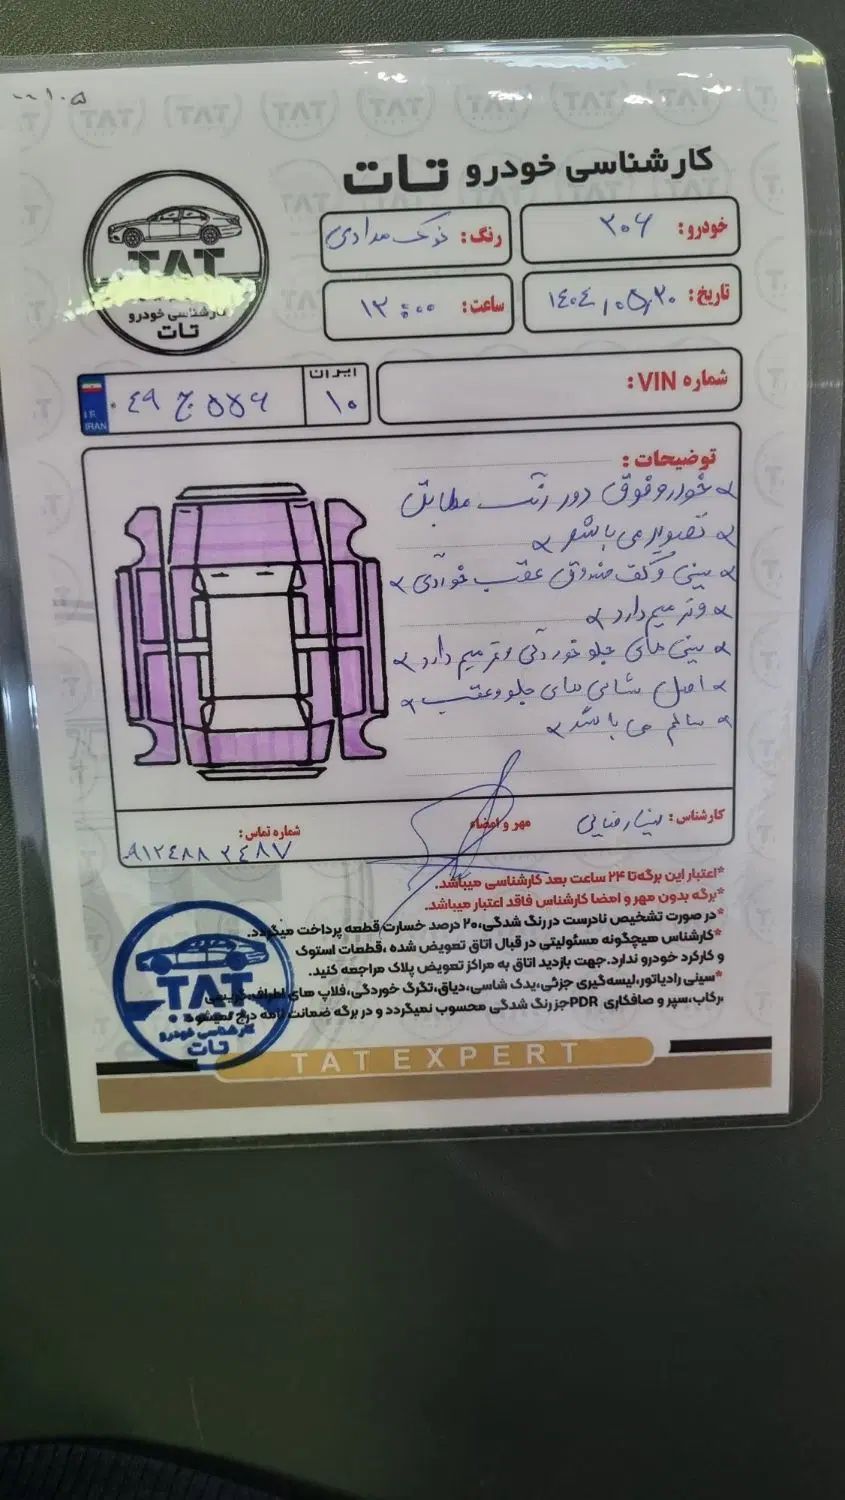 ۰۰۱۰۵
کارشناسی خودرو تات
خودرو: ۲۰۶
رنگ: نوک مدادی
تاریخ: ۱۴۰۴/۰۵/۲۰
ساعت: ۱۲:۰۰
TAT
کارشناسی خودرو
تات
شماره VIN:
ایران
۱۰
۴۹ ج ۵۵۶
I.R.
IRAN
توضیحات:
خودرو فوق دور رنگ مطابق
تصویر می باشد
سینی و کف صندوق عقب خوردگی
و ترمیم دارد
سینی های جلو خوردگی و ترمیم دارد
اصل شاسی های جلو و عقب
سالم می باشد
کارشناس:
مهر و امضاء
شماره تماس:
۰۹۱۲۴۸۸۲۴۸۷
*اعتبار این برگه تا ۲۴ ساعت بعد کارشناسی میباشد.
*برگه بدون مهر و امضا کارشناس فاقد اعتبار میباشد.
*در صورت تشخیص نادرست در رنگ شدگی،۲۰ درصد خسارت قطعه پرداخت میگردد.
*کارشناس هیچگونه مسئولیتی در قبال اتاق تعویض شده ،قطعات استوک
و کارکرد خودرو ندارد.جهت بازدید اتاق به مراکز تعویض پلاک مراجعه کنید.
*سینی رادیاتور،لیسه‌گیری جزئی،یدک شاسی،دیاق،تگرگ خوردگی،فلاپ های اطراف،گریمی
،رکاب،سپر و صافکاری PDR جز رنگ شدگی محسوب نمیگردد و در برگه ضمانت نامه درج نمیشود
TAT
کارشناسی خودرو
تات
TAT EXPERT